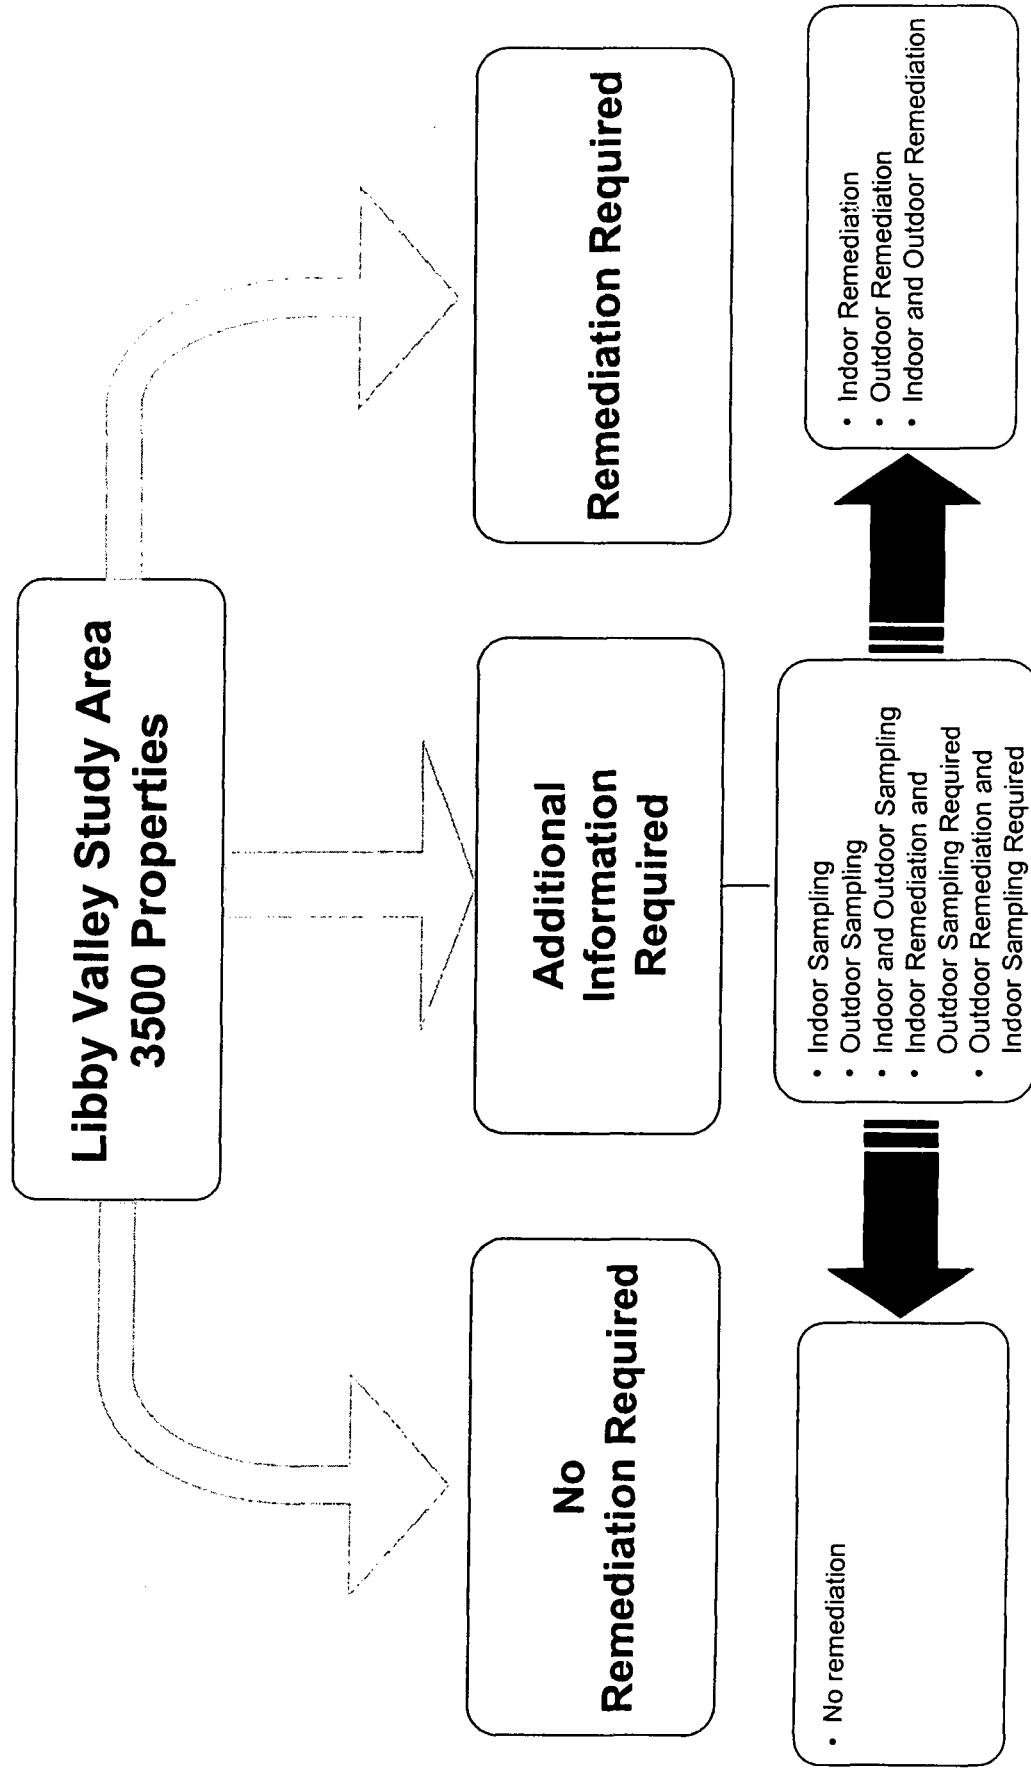 Libby Valley Study Area
3500 Properties
No
Remediation Required
Additional
Information
Required
Remediation Required
• No remediation
• Indoor Sampling
• Outdoor Sampling
• Indoor and Outdoor Sampling
• Indoor Remediation and
Outdoor Sampling Required
• Outdoor Remediation and
Indoor Sampling Required
• Indoor Remediation
• Outdoor Remediation
• Indoor and Outdoor Remediation